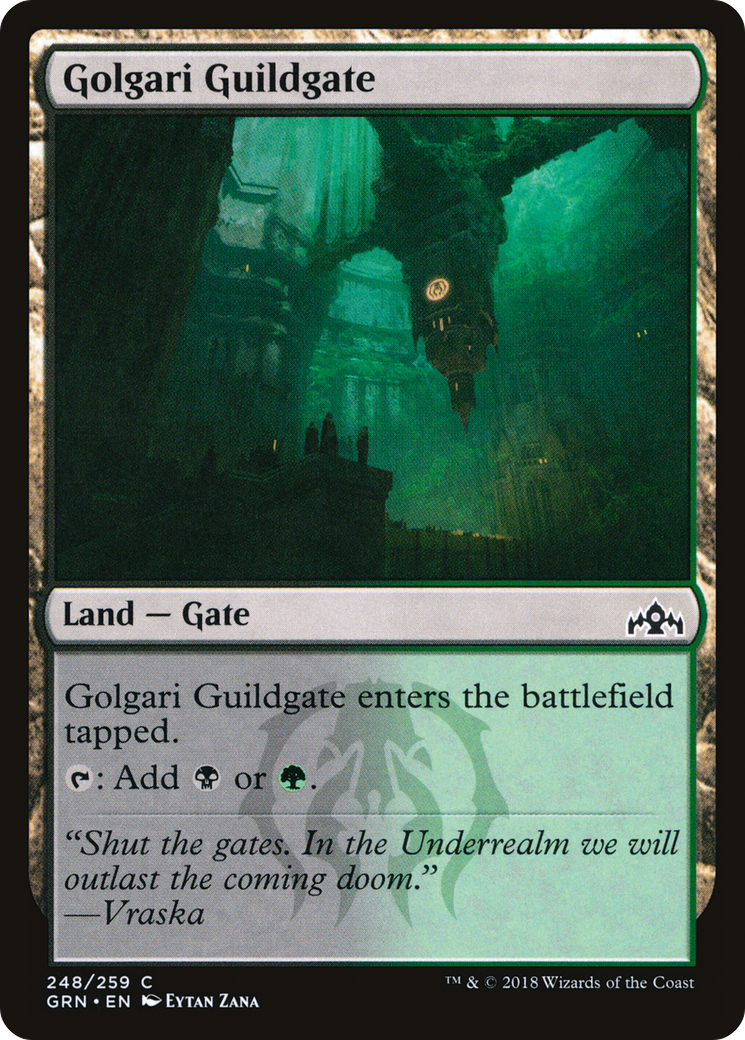 Golgari Guildgate
Land — Gate
Golgari Guildgate enters the battlefield
tapped.
: Add or .
“Shut the gates. In the Underrealm we will
outlast the coming doom.”
—Vraska
248/259 C
GRN • EN Eytan Zana
™ & © 2018 Wizards of the Coast